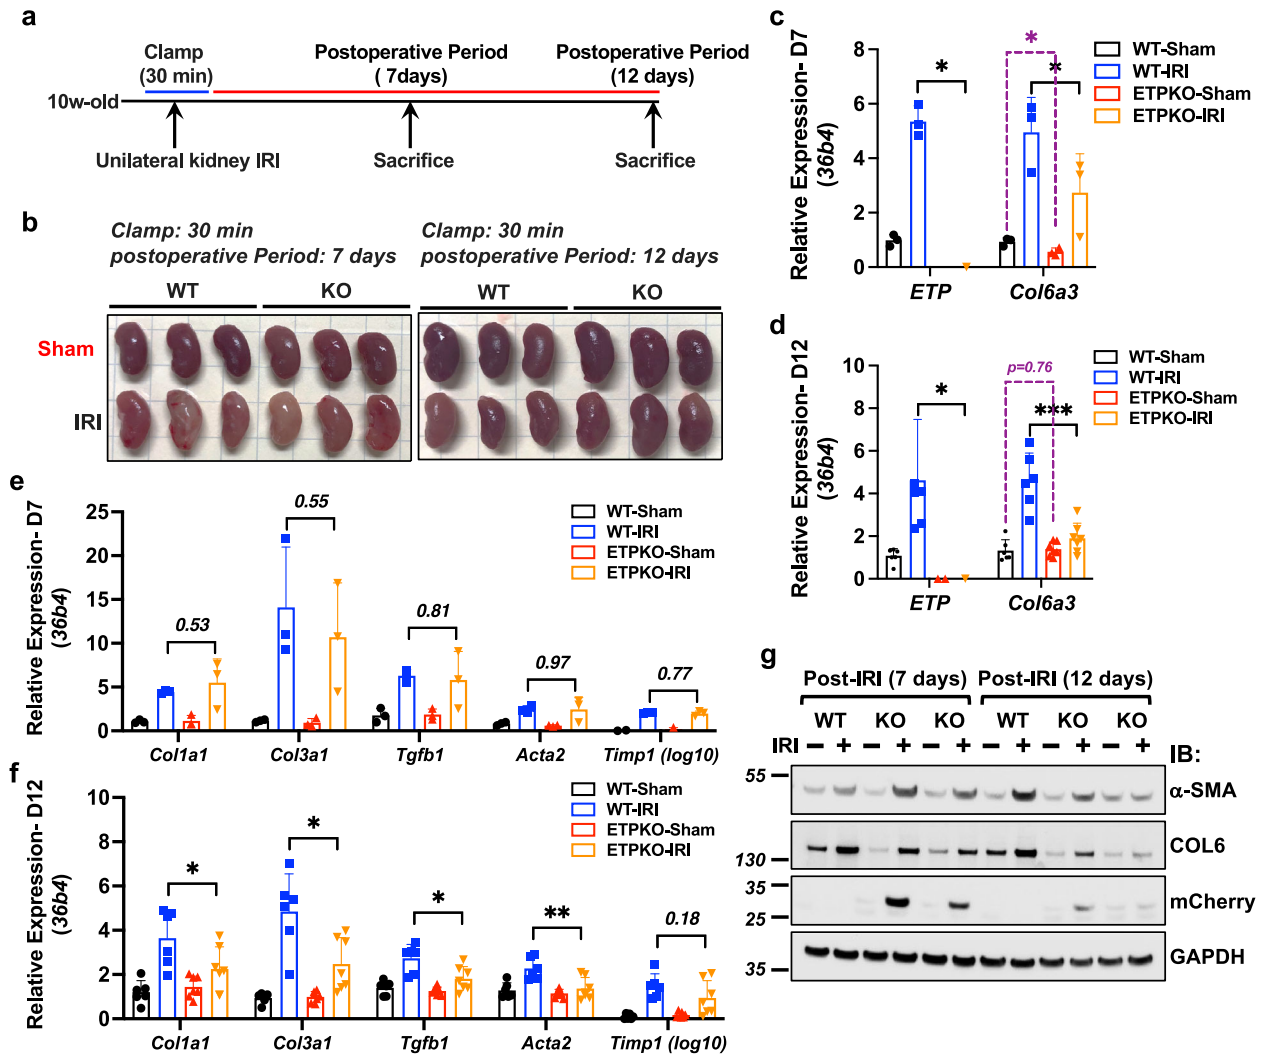 a
Clamp
(30 min)
Postoperative Period
( 7days)
Postoperative Period
(12 days)
10w-old
Unilateral kidney IRI
Sacrifice
Sacrifice
b
Clamp: 30 min
postoperative Period: 7 days
Clamp: 30 min
postoperative Period: 12 days
WT
KO
WT
KO
Sham
IRI
c
Relative Expression- D7
(36b4)
8
6
4
2
0
*
*
*
ETP
Col6a3
WT-Sham
WT-IRI
ETPKO-Sham
ETPKO-IRI
d
Relative Expression- D12
(36b4)
10
8
6
4
2
0
*
p=0.76
***
ETP
Col6a3
WT-Sham
WT-IRI
ETPKO-Sham
ETPKO-IRI
e
Relative Expression- D7
(36b4)
25
20
15
10
5
0
0.53
0.55
0.81
0.97
0.77
Col1a1
Col3a1
Tgfb1
Acta2
Timp1 (log10)
WT-Sham
WT-IRI
ETPKO-Sham
ETPKO-IRI
f
Relative Expression- D12
(36b4)
10
8
6
4
2
0
*
*
*
**
0.18
Col1a1
Col3a1
Tgfb1
Acta2
Timp1 (log10)
WT-Sham
WT-IRI
ETPKO-Sham
ETPKO-IRI
g
Post-IRI (7 days)
Post-IRI (12 days)
WT KO KO WT KO KO
IRI − + − + − + − + − + − +
IB:
55
α-SMA
130
COL6
35
25
mCherry
35
GAPDH